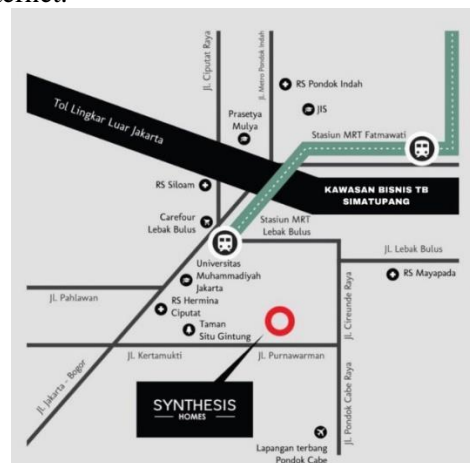 ternet.
Jl. Ciputat Raya
Jl. Metro Pondok Indah
RS Pondok Indah
JIS
Tol Lingkar Luar Jakarta
Prasetya
Mulya
Stasiun MRT Fatmawati
RS Siloam
KAWASAN BISNIS TB
SIMATUPANG
Carefour
Lebak Bulus
Stasiun MRT
Lebak Bulus
Jl. Lebak Bulus
Universitas
Muhammadiyah
Jakarta
RS Mayapada
Jl. Pahlawan
RS Hermina
Ciputat
Jl. Cireunde Raya
Taman
Situ Gintung
Jl. Kertamukti
Jl. Purnawarman
Jl. Jakarta - Bogor
SYNTHESIS
HOMES
Jl. Pondok Cabe Raya
Lapangan terbang
Pondok Cabe